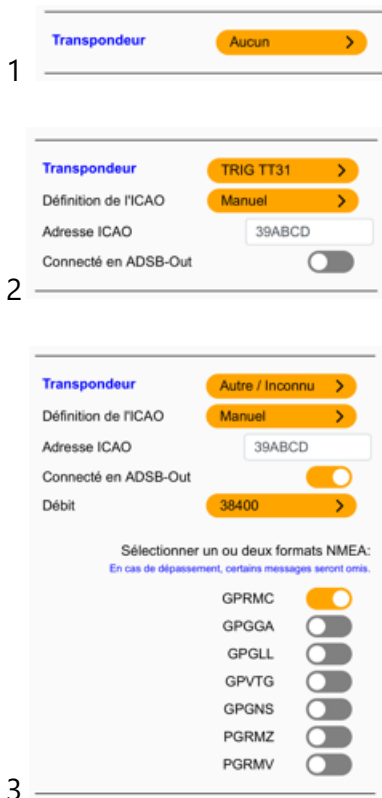 Transpondeur Aucun >
1
Transpondeur TRIG TT31 >
Définition de l'ICAO Manuel >
Adresse ICAO 39ABCD
Connecté en ADSB-Out
2
Transpondeur Autre / Inconnu >
Définition de l'ICAO Manuel >
Adresse ICAO 39ABCD
Connecté en ADSB-Out
Débit 38400 >
Sélectionner un ou deux formats NMEA:
En cas de dépassement, certains messages seront omis.
GPRMC
GPGGA
GPGLL
GPVTG
GPGNS
PGRMZ
PGRMV
3